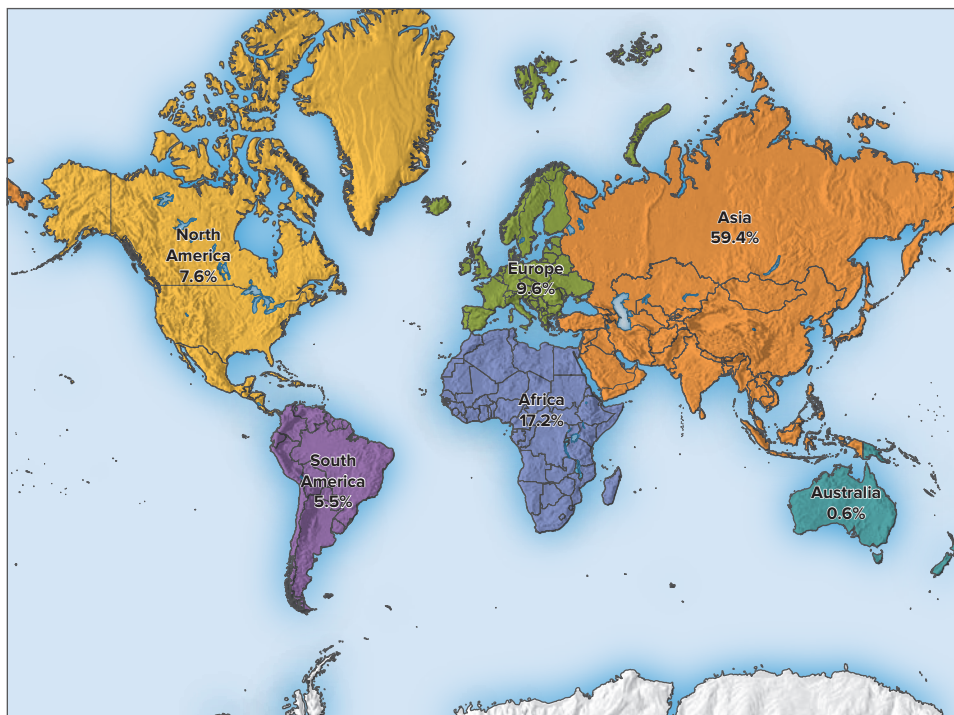 North
America
7.6%
Asia
59.4%
Europe
9.6%
Africa
17.2%
South
America
5.5%
Australia
0.6%